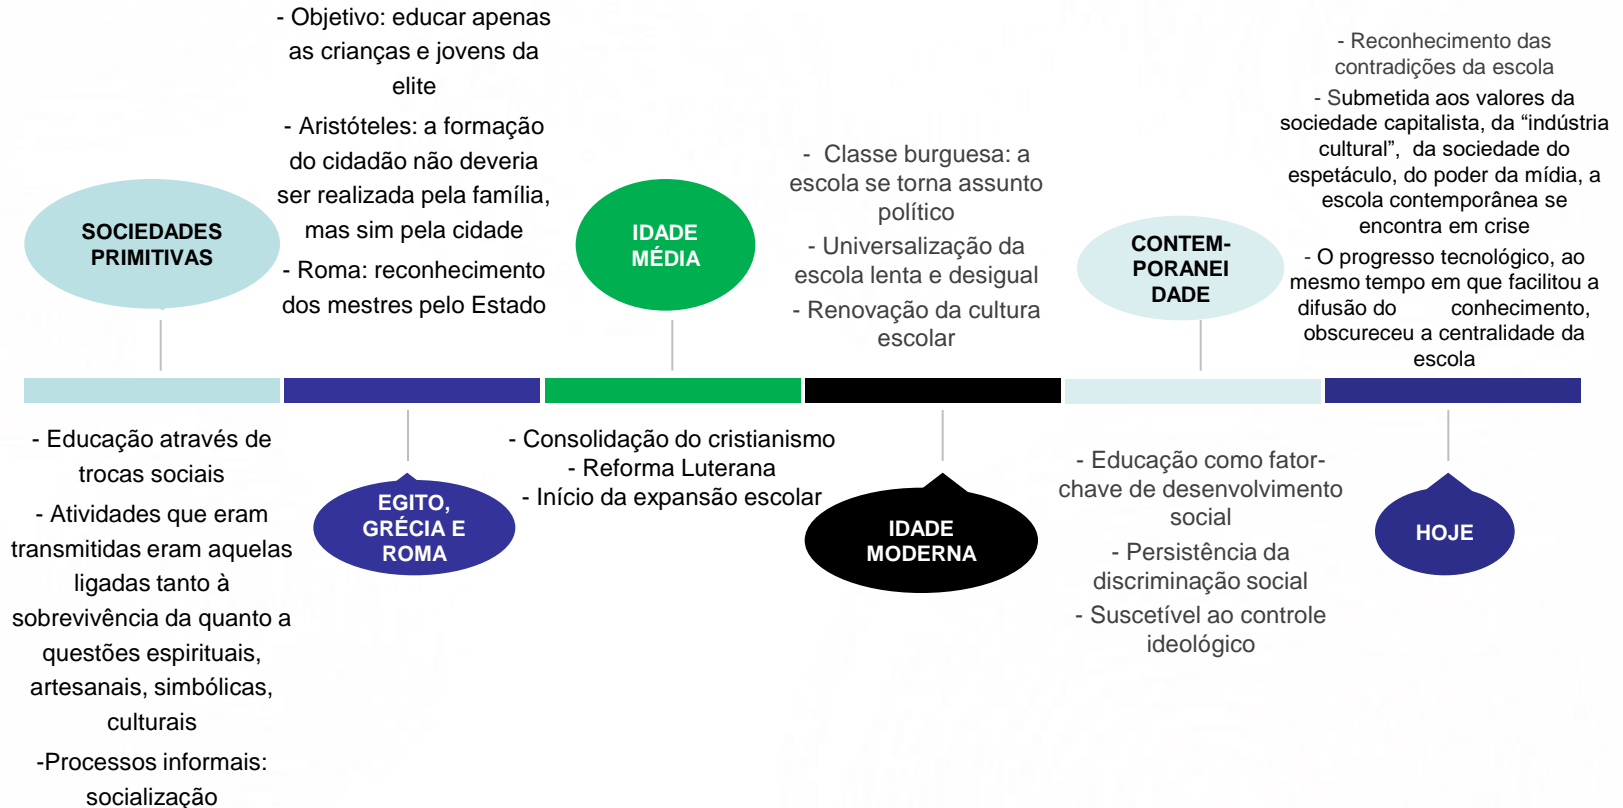 SOCIEDADES
PRIMITIVAS
- Educação através de
trocas sociais
- Atividades que eram
transmitidas eram aquelas
ligadas tanto à
sobrevivência da quanto a
questões espirituais,
artesanais, simbólicas,
culturais
-Processos informais:
socialização
- Objetivo: educar apenas
as crianças e jovens da
elite
- Aristóteles: a formação
do cidadão não deveria
ser realizada pela família,
mas sim pela cidade
- Roma: reconhecimento
dos mestres pelo Estado
EGITO,
GRÉCIA E
ROMA
IDADE
MÉDIA
- Consolidação do cristianismo
- Reforma Luterana
- Início da expansão escolar
- Classe burguesa: a
escola se torna assunto
político
- Universalização da
escola lenta e desigual
- Renovação da cultura
escolar
IDADE
MODERNA
CONTEM-
PORANEI
DADE
- Educação como fator-
chave de desenvolvimento
social
- Persistência da
discriminação social
- Suscetível ao controle
ideológico
- Reconhecimento das
contradições da escola
- Submetida aos valores da
sociedade capitalista, da “indústria
cultural”, da sociedade do
espetáculo, do poder da mídia, a
escola contemporânea se
encontra em crise
- O progresso tecnológico, ao
mesmo tempo em que facilitou a
difusão do conhecimento,
obscureceu a centralidade da
escola
HOJE